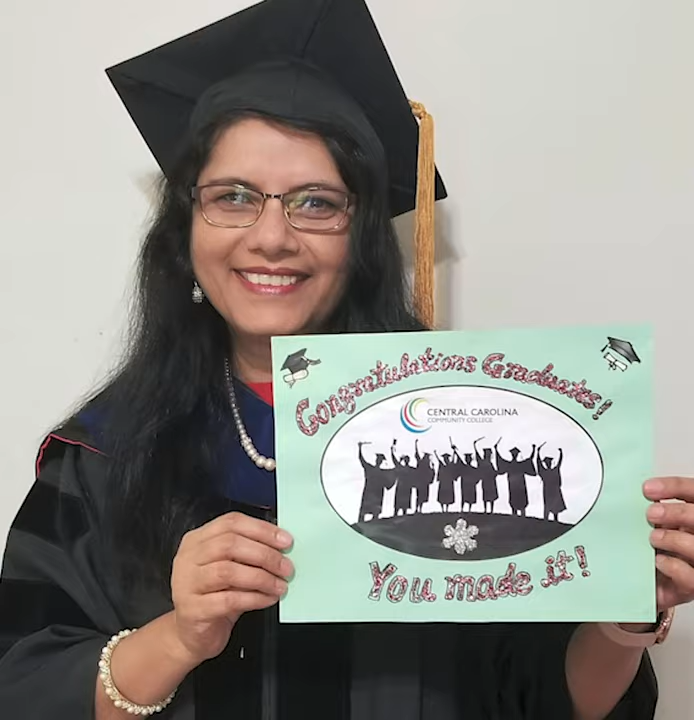 Congratulations Graduates!
CENTRAL CAROLINA
COMMUNITY COLLEGE
You made it!